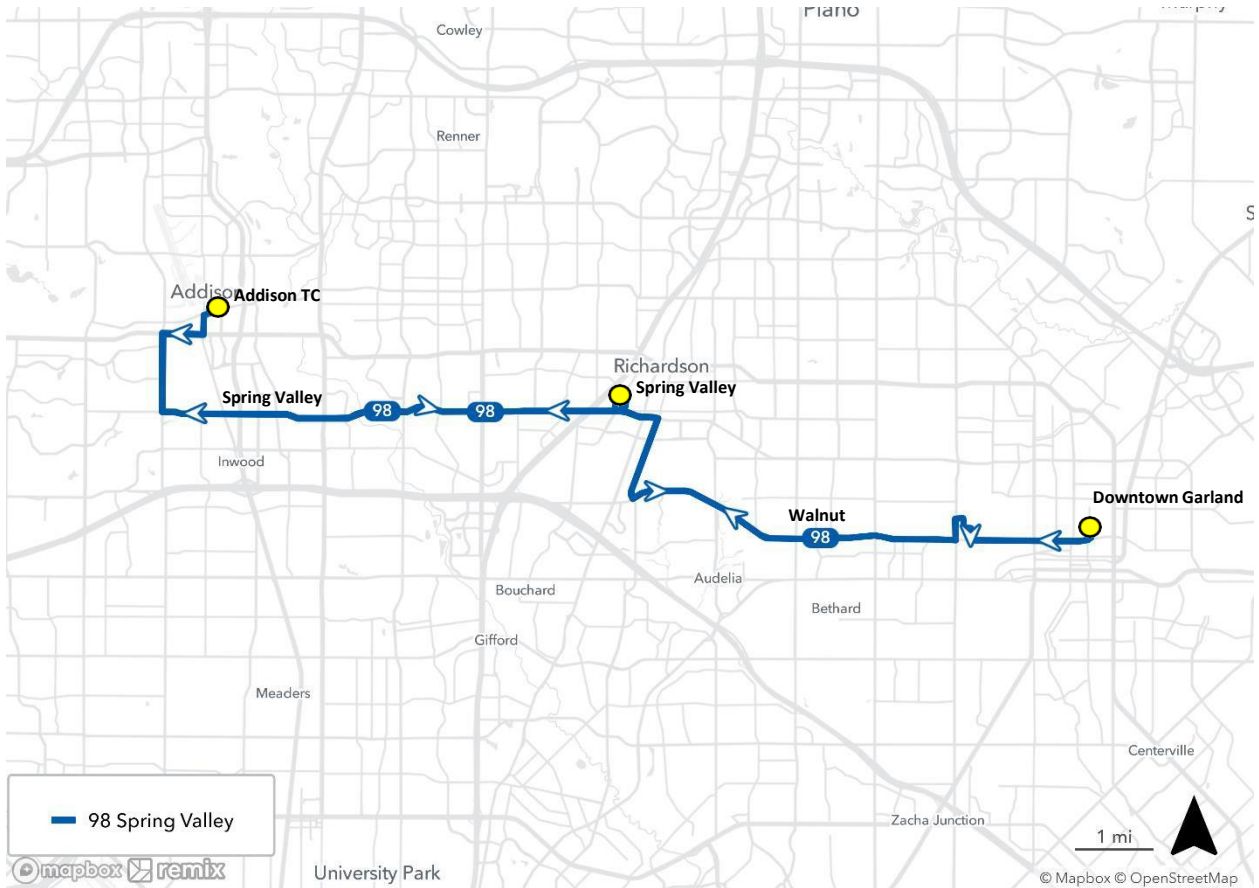 Plano
Murphy
Cowley
Renner
Addison
Addison TC
Richardson
Spring Valley
Spring Valley
98
98
Inwood
Downtown Garland
Walnut
98
Audelia
Bouchard
Bethard
Gifford
Meaders
Centerville
98 Spring Valley
Zacha Junction
1 mi
University Park
mapbox remix
© Mapbox © OpenStreetMap